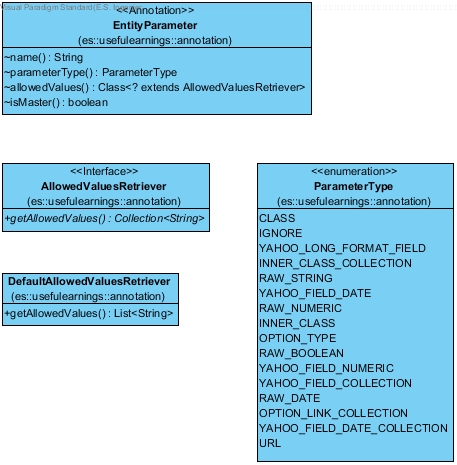 Visual Paradigm Standard(E.S.
<<Annotation>>
EntityParameter
(es::usefulearnings::annotation)
~name() : String
~parameterType() : ParameterType
~allowedValues() : Class<? extends AllowedValuesRetriever>
~isMaster() : boolean
<<Interface>>
AllowedValuesRetriever
(es::usefulearnings::annotation)
+getAllowedValues() : Collection<String>
DefaultAllowedValuesRetriever
(es::usefulearnings::annotation)
+getAllowedValues() : List<String>
<<enumeration>>
ParameterType
(es::usefulearnings::annotation)
CLASS
IGNORE
YAHOO_LONG_FORMAT_FIELD
INNER_CLASS_COLLECTION
RAW_STRING
YAHOO_FIELD_DATE
RAW_NUMERIC
INNER_CLASS
OPTION_TYPE
RAW_BOOLEAN
YAHOO_FIELD_NUMERIC
YAHOO_FIELD_COLLECTION
RAW_DATE
OPTION_LINK_COLLECTION
YAHOO_FIELD_DATE_COLLECTION
URL